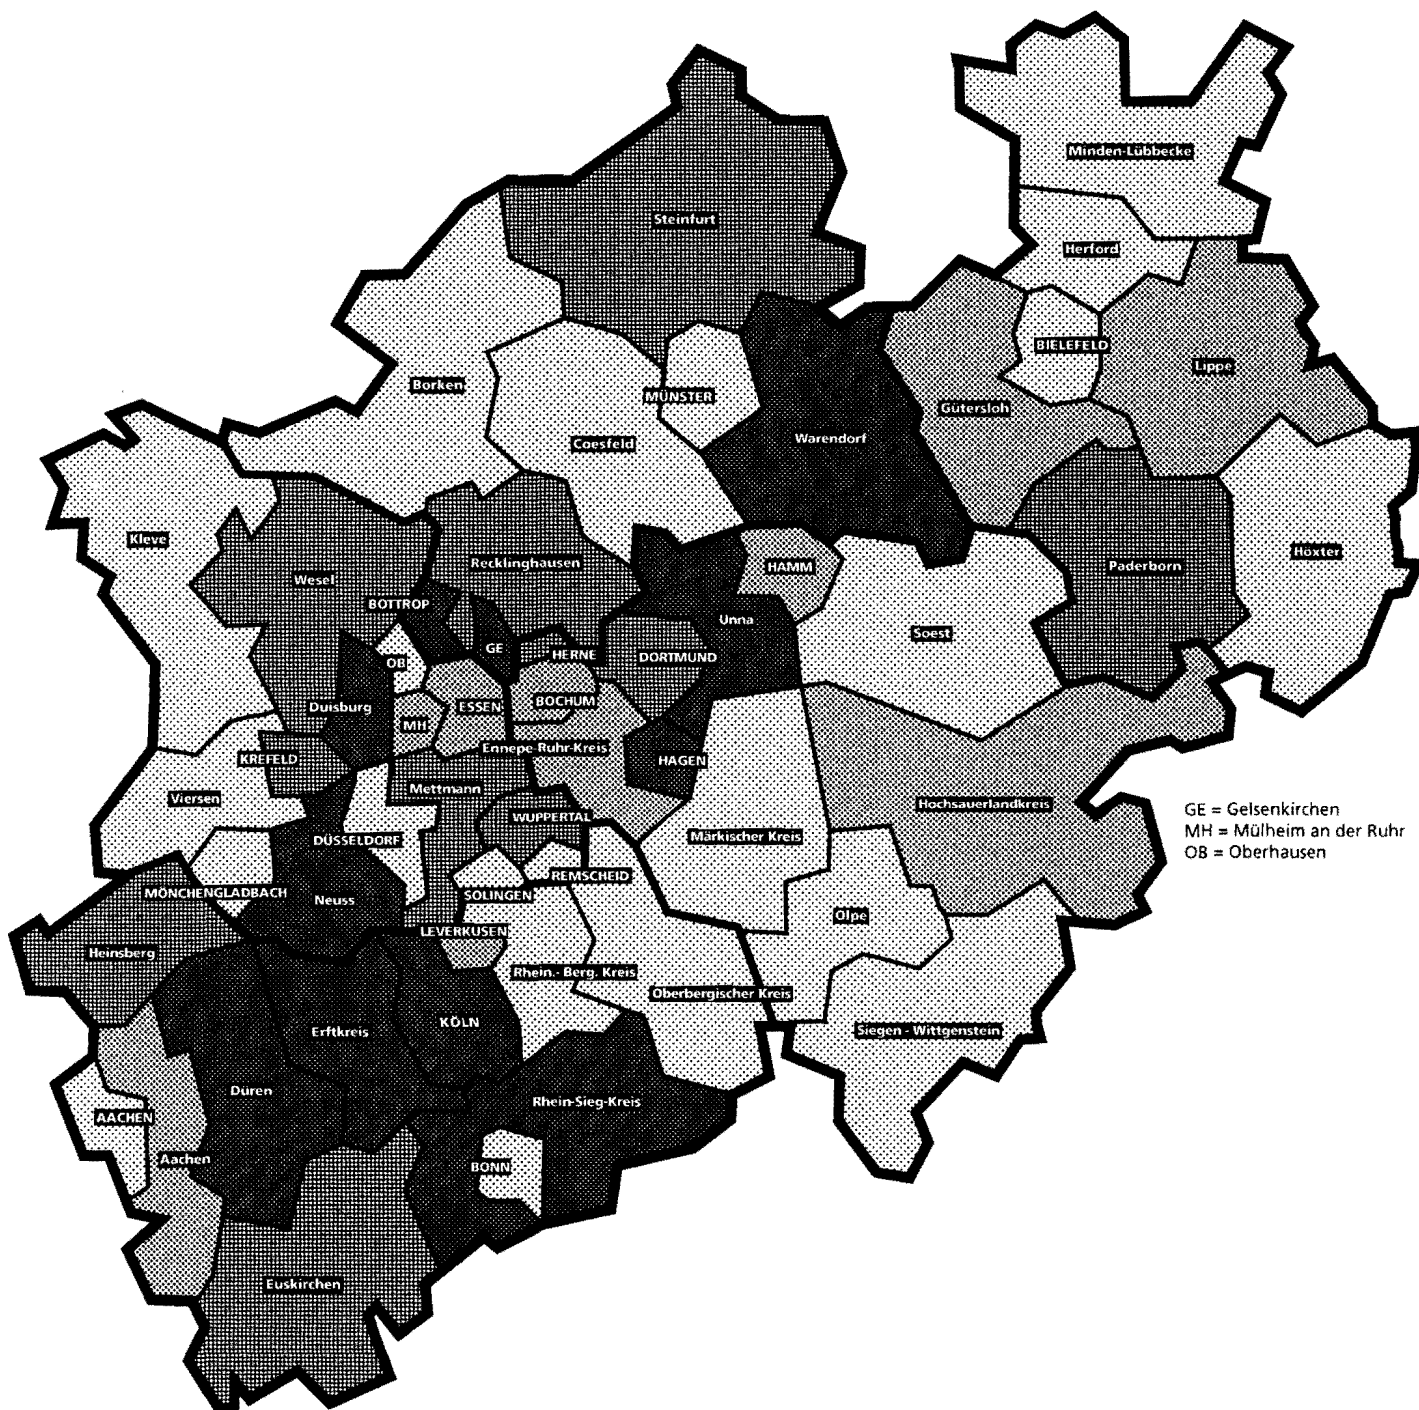 Minden-Lübbecke
Steinfurt
Herford
BIELEFELD
Lippe
Borken
MÜNSTER
Gütersloh
Coesfeld
Warendorf
Kleve
Höxter
Recklinghausen
HAMM
Paderborn
Wesel
BOTTROP
Unna
Soest
GE
HERNE
DORTMUND
OB
Duisburg
ESSEN
BOCHUM
MH
Ennepe-Ruhr-Kreis
KREFELD
HAGEN
Mettmann
Viersen
Hochsauerlandkreis
GE = Gelsenkirchen
MH = Mülheim an der Ruhr
OB = Oberhausen
WUPPERTAL
DÜSSELDORF
Märkischer Kreis
REMSCHEID
MÖNCHENGLADBACH
SOLINGEN
Neuss
Olpe
LEVERKUSEN
Heinsberg
Rhein.- Berg. Kreis
Oberbergischer Kreis
KÖLN
Erftkreis
Siegen - Wittgenstein
Düren
Rhein-Sieg-Kreis
AACHEN
Aachen
BONN
Euskirchen